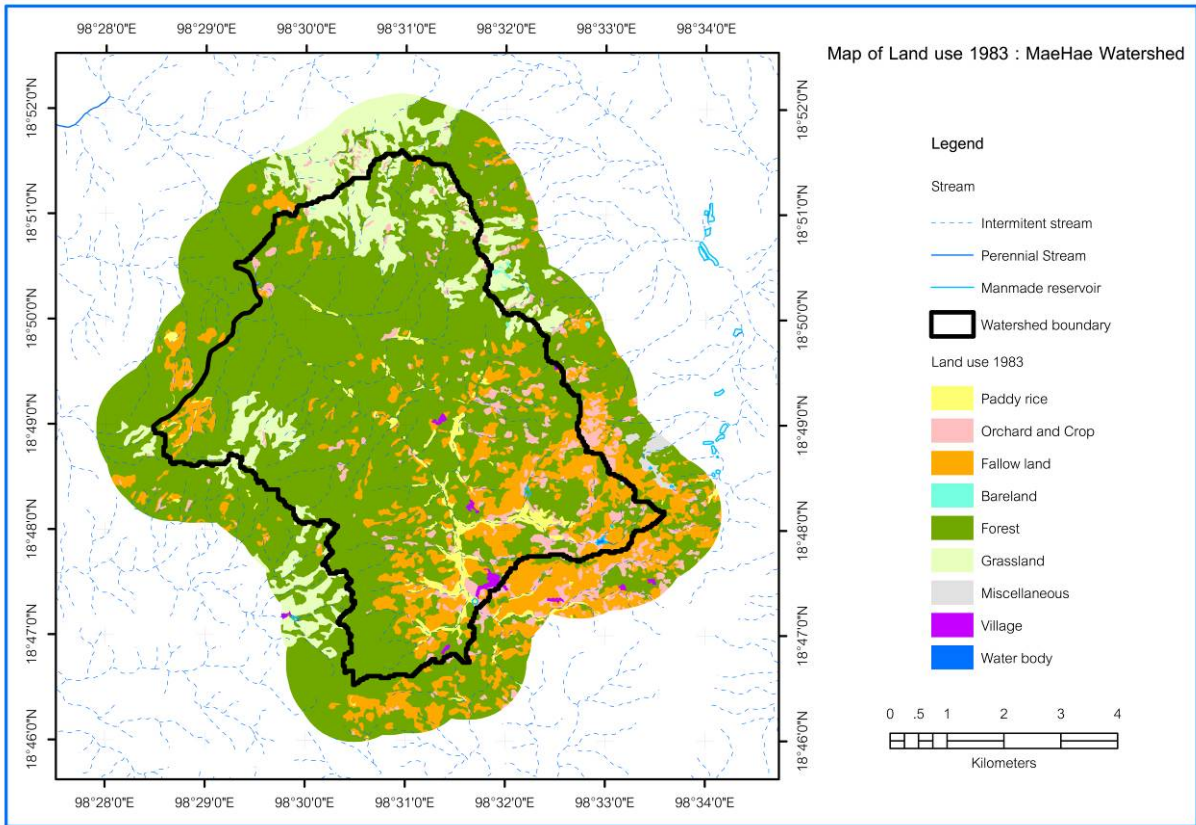 98°28'0"E 98°29'0"E 98°30'0"E 98°31'0"E 98°32'0"E 98°33'0"E 98°34'0"E
Map of Land use 1983 : MaeHae Watershed
18°52'0"N 18°52'0"N
18°51'0"N 18°51'0"N
18°50'0"N 18°50'0"N
18°49'0"N 18°49'0"N
18°48'0"N 18°48'0"N
18°47'0"N 18°47'0"N
18°46'0"N 18°46'0"N
98°28'0"E 98°29'0"E 98°30'0"E 98°31'0"E 98°32'0"E 98°33'0"E 98°34'0"E
Legend
Stream
Intermitent stream
Perennial Stream
Manmade reservoir
Watershed boundary
Land use 1983
Paddy rice
Orchard and Crop
Fallow land
Bareland
Forest
Grassland
Miscellaneous
Village
Water body
0 .5 1 2 3 4
Kilometers